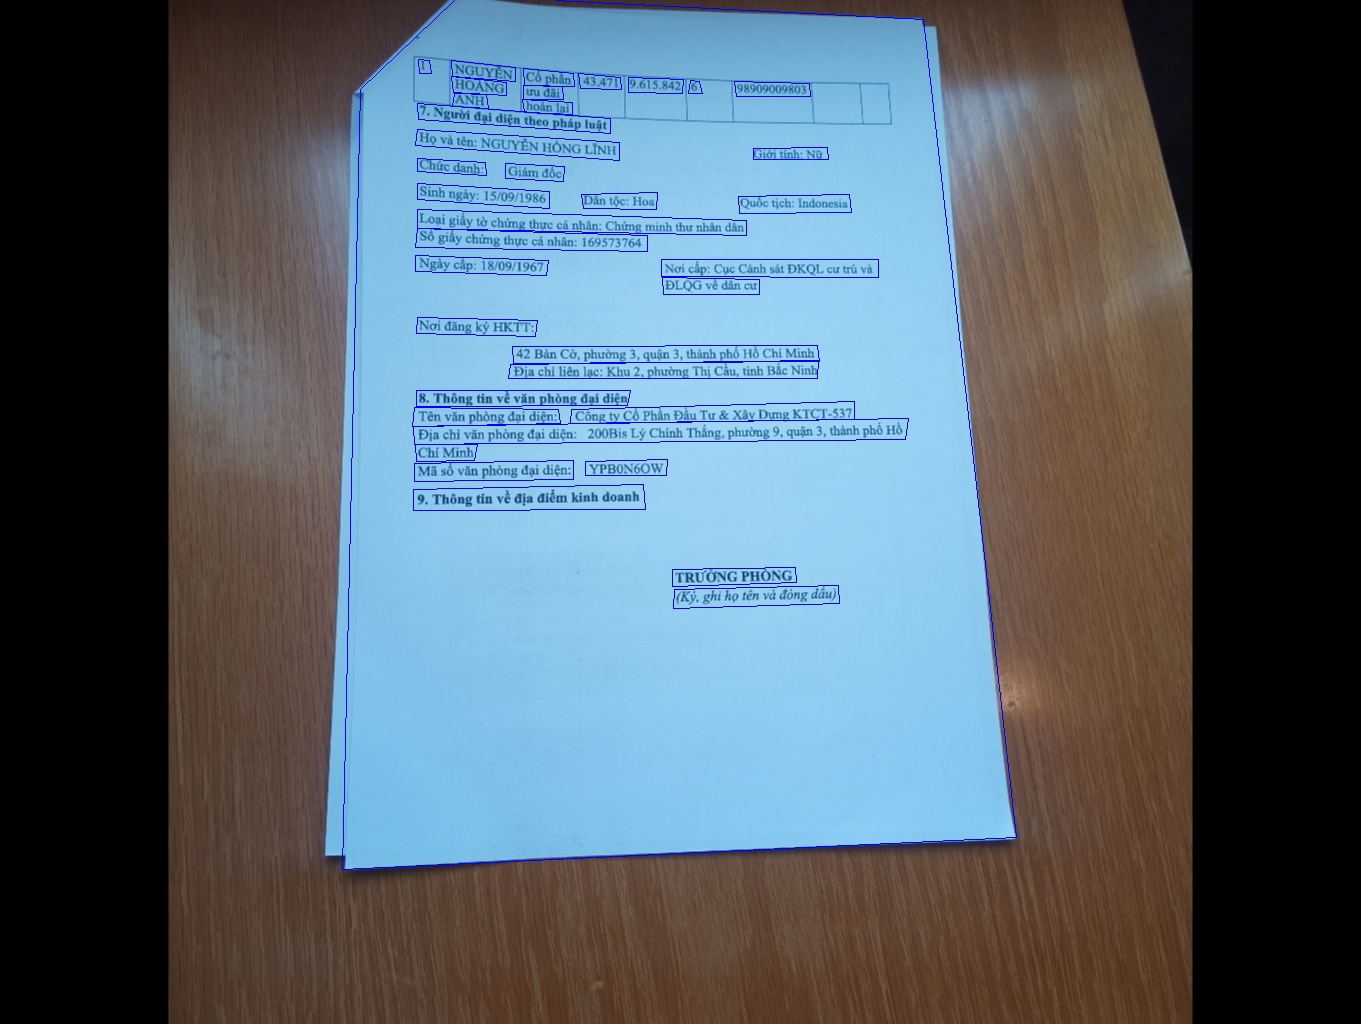 1 NGUYỄN HOÀNG ANH Cổ phần ưu đãi hoàn lại 43.471 9.615.842 6 98909009803
7. Người đại diện theo pháp luật
Họ và tên: NGUYỄN HỒNG LĨNH Giới tính: Nữ
Chức danh: Giám đốc
Sinh ngày: 15/09/1986 Dân tộc: Hoa Quốc tịch: Indonesia
Loại giấy tờ chứng thực cá nhân: Chứng minh thư nhân dân
Số giấy chứng thực cá nhân: 169573764
Ngày cấp: 18/09/1967 Nơi cấp: Cục Cảnh sát ĐKQL cư trú và
ĐLQG về dân cư
Nơi đăng ký HKTT:
42 Bàn Cờ, phường 3, quận 3, thành phố Hồ Chí Minh
Địa chỉ liên lạc: Khu 2, phường Thị Cầu, tỉnh Bắc Ninh
8. Thông tin về văn phòng đại diện
Tên văn phòng đại diện: Công ty Cổ Phần Đầu Tư & Xây Dựng KTCT-537
Địa chỉ văn phòng đại diện: 200Bis Lý Chính Thắng, phường 9, quận 3, thành phố Hồ
Chí Minh
Mã số văn phòng đại diện: YPB0N6OW
9. Thông tin về địa điểm kinh doanh
TRƯỞNG PHÒNG
(Ký, ghi họ tên và đóng dấu)